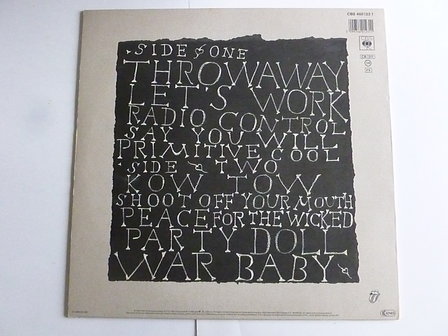 SIDE ONE
THROWAWAY
LET'S WORK
RADIO CONTROL
SAY YOU WILL
PRIMITIVE COOL
SIDE TWO
KOW TOW
SHOOT OFF YOUR MOUTH
PEACE FOR THE WICKED
PARTY DOLL
WAR BABY